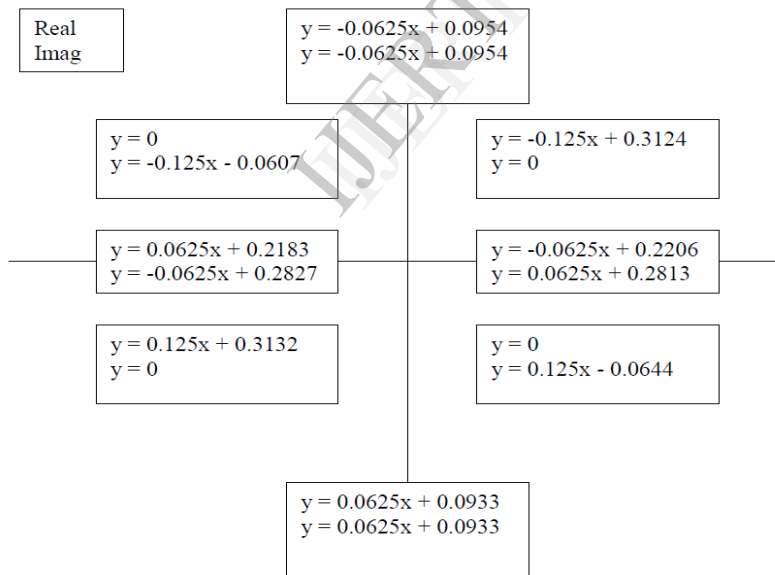 Real
Imag
y = -0.0625x + 0.0954
y = -0.0625x + 0.0954
y = 0
y = -0.125x - 0.0607
y = -0.125x + 0.3124
y = 0
y = 0.0625x + 0.2183
y = -0.0625x + 0.2827
y = -0.0625x + 0.2206
y = 0.0625x + 0.2813
y = 0.125x + 0.3132
y = 0
y = 0
y = 0.125x - 0.0644
y = 0.0625x + 0.0933
y = 0.0625x + 0.0933
IJERT